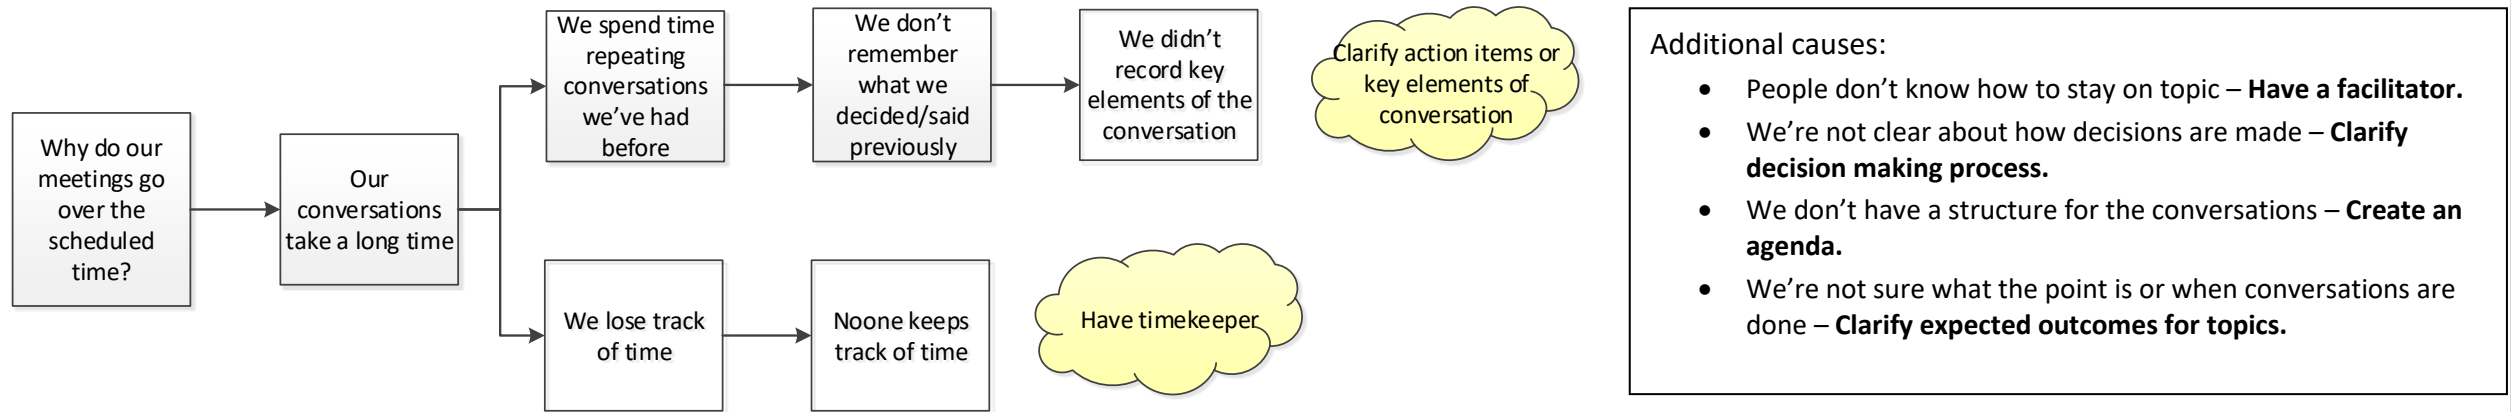 Why do our
meetings go
over the
scheduled
time?
Our
conversations
take a long time
We spend time
repeating
conversations
we've had
before
We don't
remember
what we
decided/said
previously
We didn't
record key
elements of the
conversation
Clarify action items or
key elements of
conversation
We lose track
of time
Noone keeps
track of time
Have timekeeper
Additional causes:
• People don't know how to stay on topic – Have a facilitator.
• We're not clear about how decisions are made – Clarify
decision making process.
• We don't have a structure for the conversations – Create an
agenda.
• We're not sure what the point is or when conversations are
done – Clarify expected outcomes for topics.